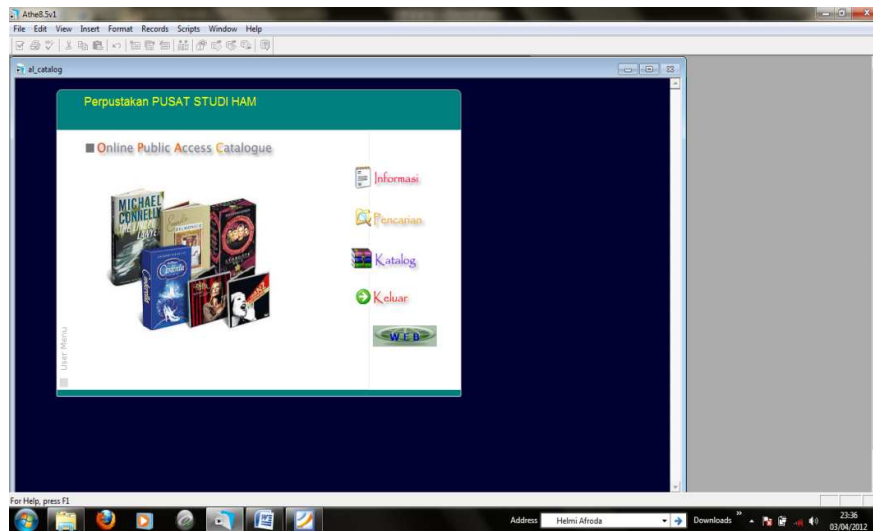 Athe8.5v1
File Edit View Insert Format Records Scripts Window Help
al_catalog
Perpustakan PUSAT STUDI HAM
Online Public Access Catalogue
MICHAEL
CONNELLY
Informasi
Pencarian
Cinderella
Katalog
Keluar
WEB
User Menu
For Help, press F1
Address Helmi Afroda Downloads 23:36
03/04/2012